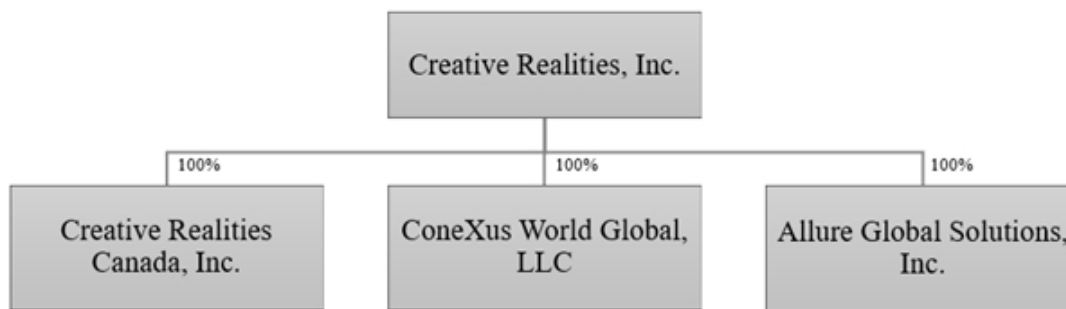 Creative Realities, Inc.
100%
100%
100%
Creative Realities
Canada, Inc.
ConeXus World Global,
LLC
Allure Global Solutions,
Inc.